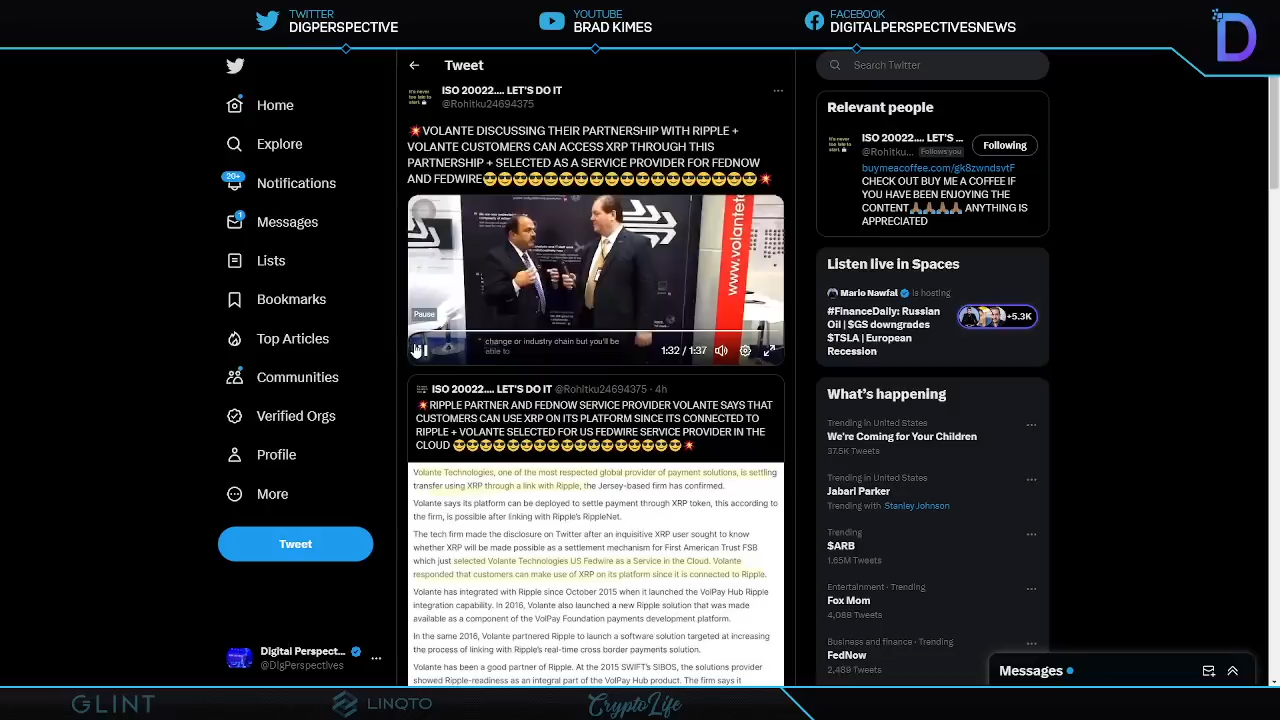 TWITTER
DIGPERSPECTIVE
YOUTUBE
BRAD KIMES
FACEBOOK
DIGITALPERSPECTIVESNEWS
D
Home
Explore
20+
Notifications
1
Messages
Lists
Bookmarks
Top Articles
Communities
Verified Orgs
Profile
More
Tweet
Digital Perspect...
@DIgPerspectives
Tweet
It's never
too late to
start.
ISO 20022.... LET'S DO IT
@Rohitku24694375
💥VOLANTE DISCUSSING THEIR PARTNERSHIP WITH RIPPLE +
VOLANTE CUSTOMERS CAN ACCESS XRP THROUGH THIS
PARTNERSHIP + SELECTED AS A SERVICE PROVIDER FOR FEDNOW
AND FEDWIRE😎😎😎😎😎😎😎😎😎😎😎😎😎😎😎😎😎😎💥
www.volantete
Pause
change or industry chain but you'll be
able to
1:32 / 1:37
ISO 20022.... LET'S DO IT @Rohitku24694375 · 4h
💥RIPPLE PARTNER AND FEDNOW SERVICE PROVIDER VOLANTE SAYS THAT
CUSTOMERS CAN USE XRP ON ITS PLATFORM SINCE ITS CONNECTED TO
RIPPLE + VOLANTE SELECTED FOR US FEDWIRE SERVICE PROVIDER IN THE
CLOUD 😎😎😎😎😎😎😎😎😎😎😎😎😎😎😎😎😎💥
Volante Technologies, one of the most respected global provider of payment solutions, is settling
transfer using XRP through a link with Ripple, the Jersey-based firm has confirmed.
Volante says its platform can be deployed to settle payment through XRP token, this according to
the firm, is possible after linking with Ripple's RippleNet.
The tech firm made the disclosure on Twitter after an inquisitive XRP user sought to know
whether XRP will be made possible as a settlement mechanism for First American Trust FSB
which just selected Volante Technologies US Fedwire as a Service in the Cloud. Volante
responded that customers can make use of XRP on its platform since it is connected to Ripple.
Volante has integrated with Ripple since October 2015 when it launched the VolPay Hub Ripple
integration capability. In 2016, Volante also launched a new Ripple solution that was made
available as a component of the VolPay Foundation payments development platform.
In the same 2016, Volante partnered Ripple to launch a software solution targeted at increasing
the process of linking with Ripple's real-time cross border payments solution.
Volante has been a good partner of Ripple. At the 2015 SWIFT's SIBOS, the solutions provider
showed Ripple-readiness as an integral part of the VolPay Hub product. The firm says it
Search Twitter
Relevant people
ISO 20022.... LET'S ...
@Rohitku... Follows you
Following
buymeacoffee.com/gk8zwndsvtF
CHECK OUT BUY ME A COFFEE IF
YOU HAVE BEEN ENJOYING THE
CONTENT🙏🏽🙏🏽🙏🏽🙏🏽 ANYTHING IS
APPRECIATED
Listen live in Spaces
Mario Nawfal is hosting
#FinanceDaily: Russian
Oil | $GS downgrades
$TSLA | European
Recession
+5.3K
What's happening
Trending in United States
We're Coming for Your Children
37.5K Tweets
Trending in United States
Jabari Parker
Trending with Stanley Johnson
Trending
$ARB
1.65M Tweets
Entertainment · Trending
Fox Mom
4,088 Tweets
Business and finance · Trending
FedNow
2,489 Tweets
Messages
GLINT
LINQTO
CryptoLife